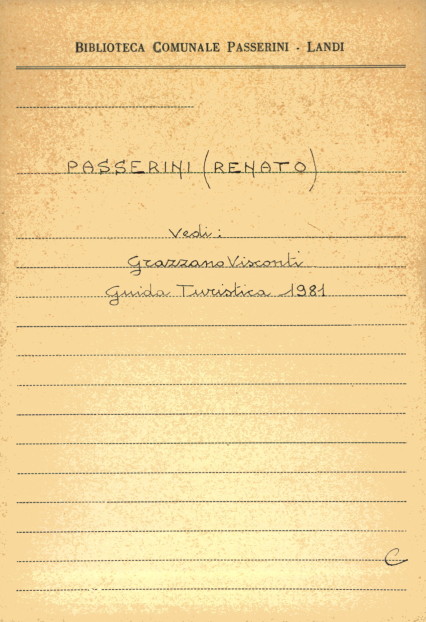 BIBLIOTECA COMUNALE PASSERINI - LANDI
PASSERINI (RENATO)
Vedi:
Grazzano Visconti
Guida Turistica 1981
C